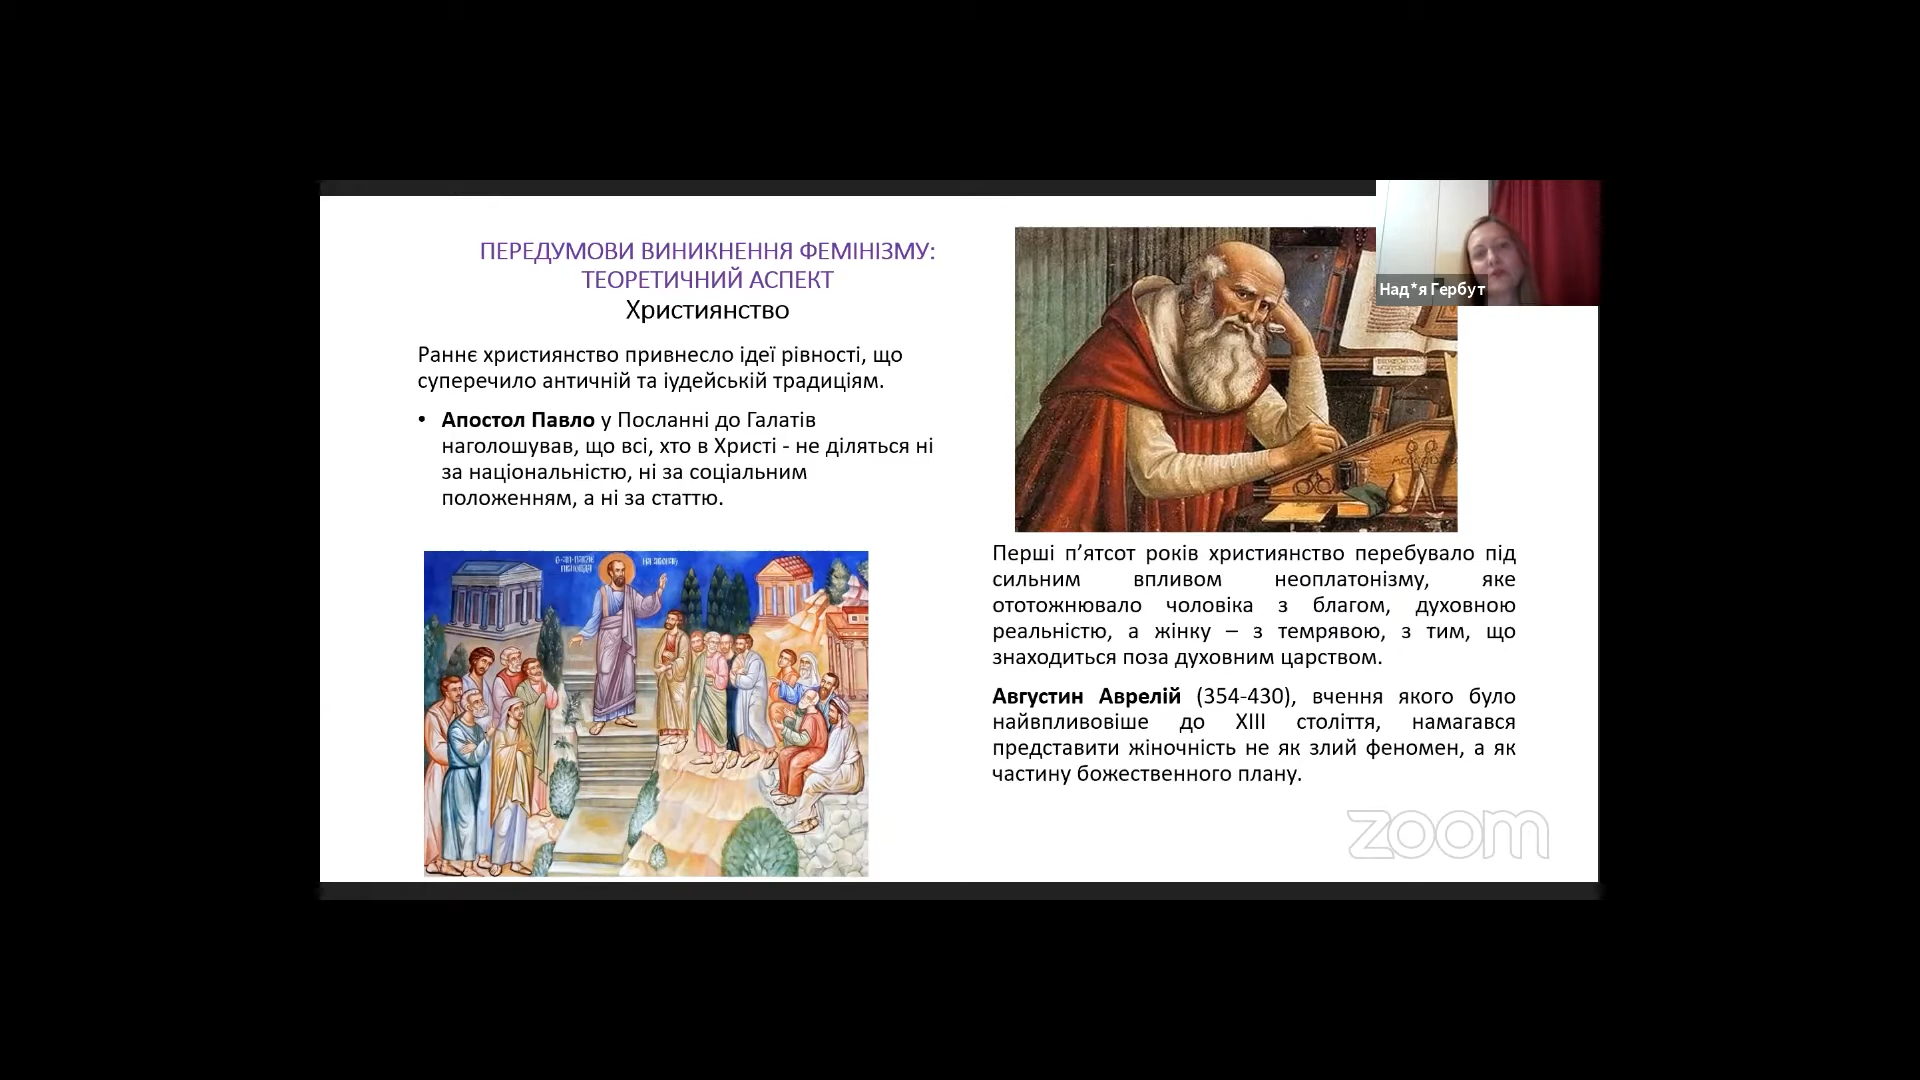 ПЕРЕДУМОВИ ВИНИКНЕННЯ ФЕМІНІЗМУ:
ТЕОРЕТИЧНИЙ АСПЕКТ
Християнство
Раннє християнство привнесло ідеї рівності, що
суперечило античній та іудейській традиціям.
• Апостол Павло у Посланні до Галатів
наголошував, що всі, хто в Христі - не діляться ні
за національністю, ні за соціальним
положенням, а ні за статтю.
Над*я Гербут
Перші п’ятсот років християнство перебувало під
сильним впливом неоплатонізму, яке
ототожнювало чоловіка з благом, духовною
реальністю, а жінку – з темрявою, з тим, що
знаходиться поза духовним царством.
Августин Аврелій (354-430), вчення якого було
найвпливовіше до XIII століття, намагався
представити жіночність не як злий феномен, а як
частину божественного плану.
zoom